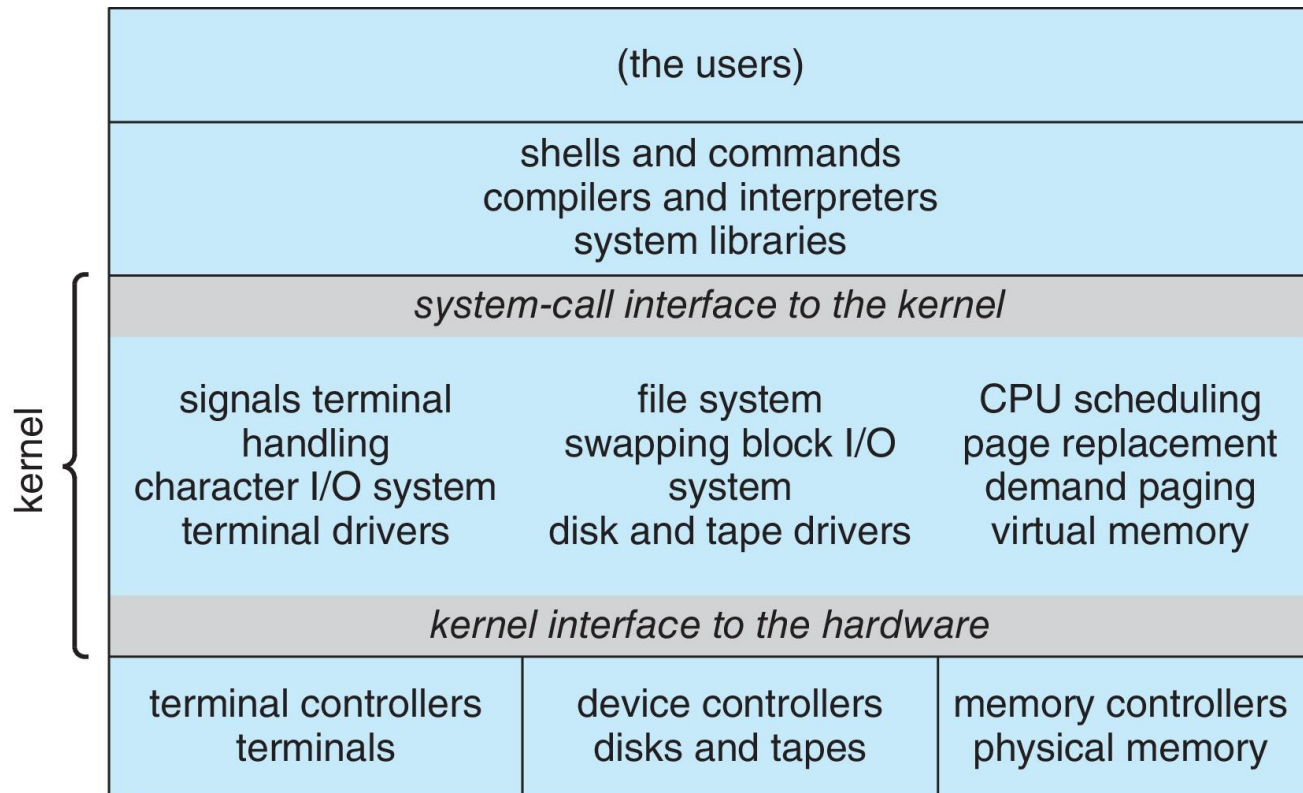 (the users)
shells and commands
compilers and interpreters
system libraries
kernel
system-call interface to the kernel
signals terminal
handling
character I/O system
terminal drivers
file system
swapping block I/O
system
disk and tape drivers
CPU scheduling
page replacement
demand paging
virtual memory
kernel interface to the hardware
terminal controllers
terminals
device controllers
disks and tapes
memory controllers
physical memory